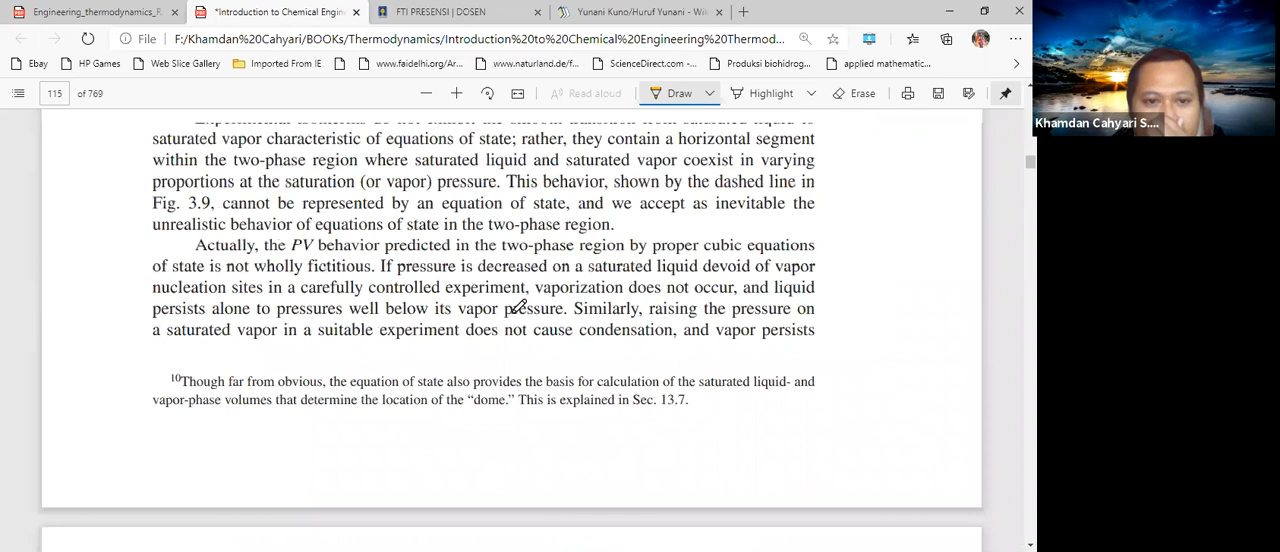 Engineering_thermodynamics_R
*Introduction to Chemical Engine
FTI PRESENSI | DOSEN
Yunani Kuno/Huruf Yunani - Wik
File
F:/Khamdan%20Cahyari/BOOKs/Thermodynamics/Introduction%20to%20Chemical%20Engineering%20Thermod...
Ebay
HP Games
Web Slice Gallery
Imported From IE
www.faidelhi.org/Ar...
www.naturland.de/f...
ScienceDirect.com -...
Produksi biohidrog...
applied mathematic...
115 of 769
Read aloud
Draw
Highlight
Erase
saturated vapor characteristic of equations of state; rather, they contain a horizontal segment
within the two-phase region where saturated liquid and saturated vapor coexist in varying
proportions at the saturation (or vapor) pressure. This behavior, shown by the dashed line in
Fig. 3.9, cannot be represented by an equation of state, and we accept as inevitable the
unrealistic behavior of equations of state in the two-phase region.
Actually, the PV behavior predicted in the two-phase region by proper cubic equations
of state is not wholly fictitious. If pressure is decreased on a saturated liquid devoid of vapor
nucleation sites in a carefully controlled experiment, vaporization does not occur, and liquid
persists alone to pressures well below its vapor pressure. Similarly, raising the pressure on
a saturated vapor in a suitable experiment does not cause condensation, and vapor persists
10Though far from obvious, the equation of state also provides the basis for calculation of the saturated liquid- and
vapor-phase volumes that determine the location of the “dome.” This is explained in Sec. 13.7.
Khamdan Cahyari S....